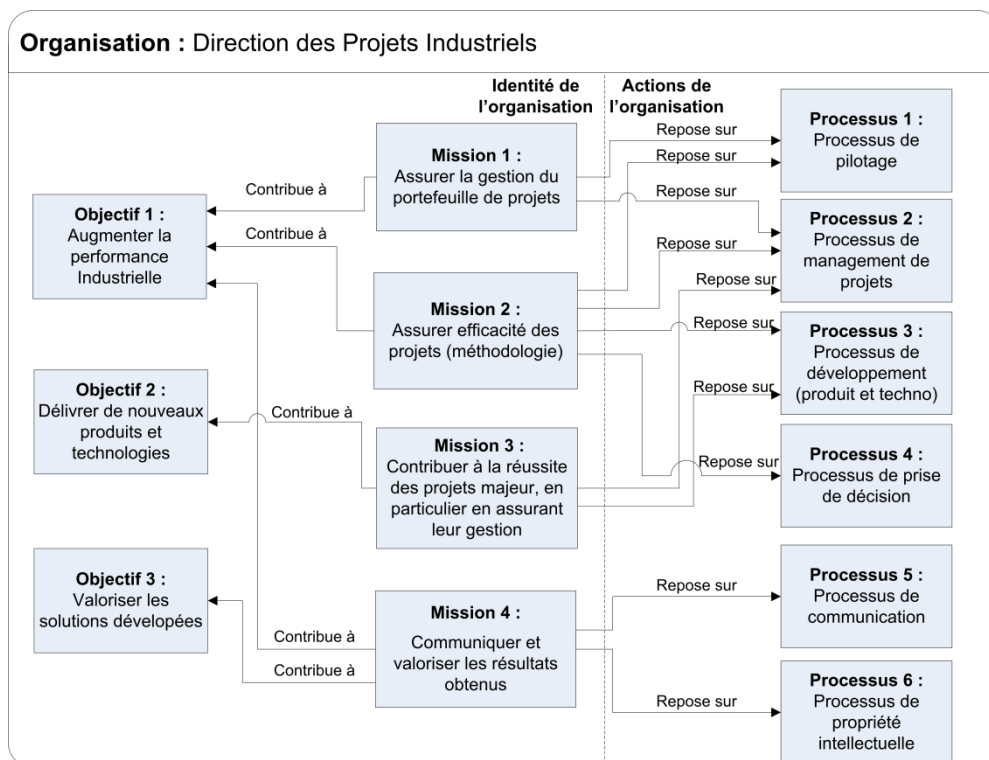 Organisation : Direction des Projets Industriels
Identité de
l'organisation
Actions de
l'organisation
Objectif 1 :
Augmenter la
performance
Industrielle
Objectif 2 :
Délivrer de nouveaux
produits et
technologies
Objectif 3 :
Valoriser les
solutions dévelopées
Contribue à
Contribue à
Contribue à
Contribue à
Contribue à
Mission 1 :
Assurer la gestion du
portefeuille de projets
Mission 2 :
Assurer efficacité des
projets (méthodologie)
Mission 3 :
Contribuer à la réussite
des projets majeur, en
particulier en assurant
leur gestion
Mission 4 :
Communiquer et
valoriser les résultats
obtenus
Repose sur
Repose sur
Repose sur
Repose sur
Repose sur
Repose sur
Repose sur
Repose sur
Repose sur
Repose sur
Processus 1 :
Processus de
pilotage
Processus 2 :
Processus de
management de
projets
Processus 3 :
Processus de
développement
(produit et techno)
Processus 4 :
Processus de prise
de décision
Processus 5 :
Processus de
communication
Processus 6 :
Processus de
propriété
intellectuelle